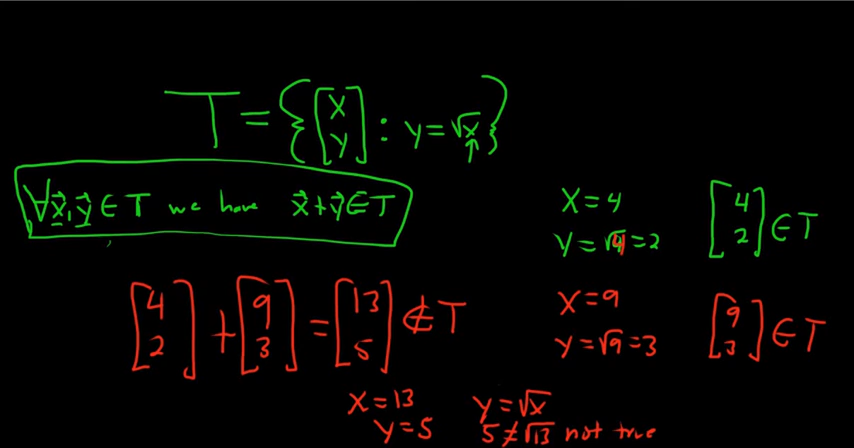 T = { [x y] : y = √x }
∀x⃗, y⃗ ∈ T we have x⃗ + y⃗ ∈ T
x = 4
y = √4 = 2
[4 2] ∈ T
[4 2] + [9 3] = [13 5] ∉ T
x = 9
y = √9 = 3
[9 3] ∈ T
x = 13
y = 5
y = √x
5 ≠ √13 not true